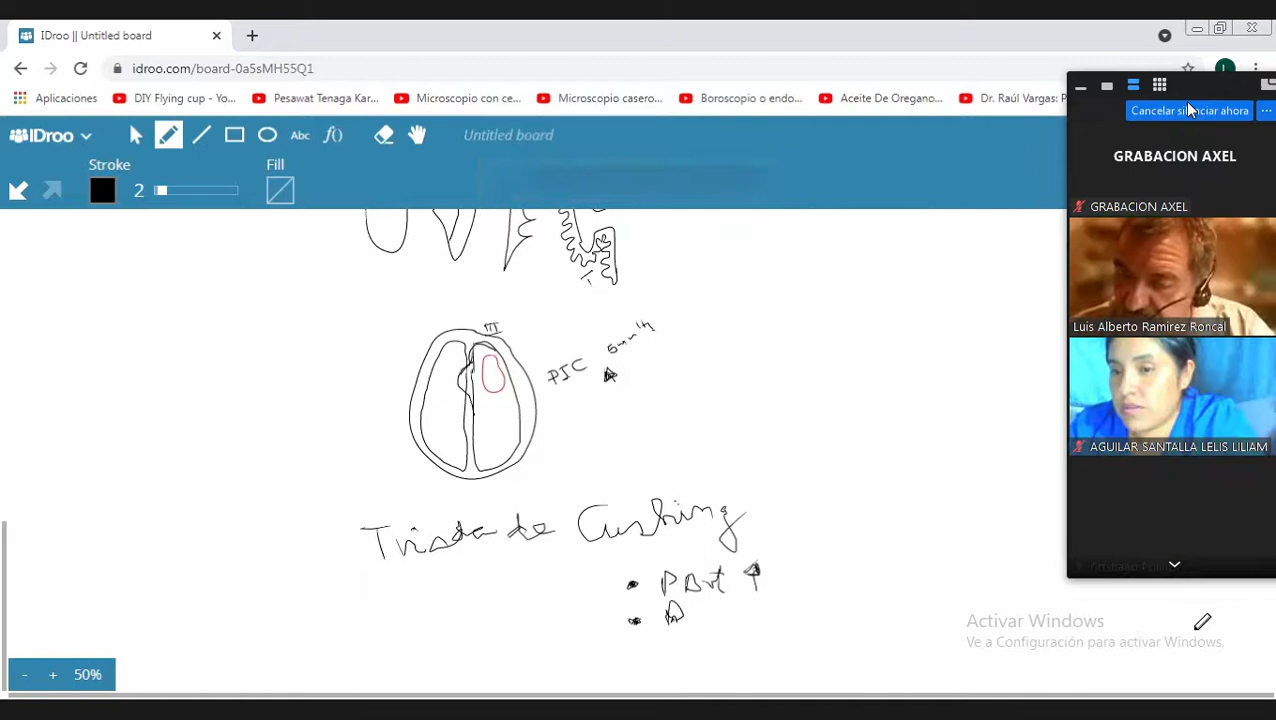 IDroo || Untitled board
idroo.com/board-0a5sMH55Q1
Aplicaciones
DIY Flying cup - Yo...
Pesawat Tenaga Kar...
Microscopio con ce...
Microscopio casero...
Boroscopio o endo...
Aceite De Oregano...
Dr. Raúl Vargas: P
Cancelar silenciar ahora
IDroo
Abc
f()
Untitled board
Stroke
Fill
2
GRABACION AXEL
GRABACION AXEL
Luis Alberto Ramirez Roncal
AGUILAR SANTALLA LELIS LILIAM
III
PIC
Triada de Cushing
• P Art ↑
•
Activar Windows
Ve a Configuración para activar Windows.
- + 50%